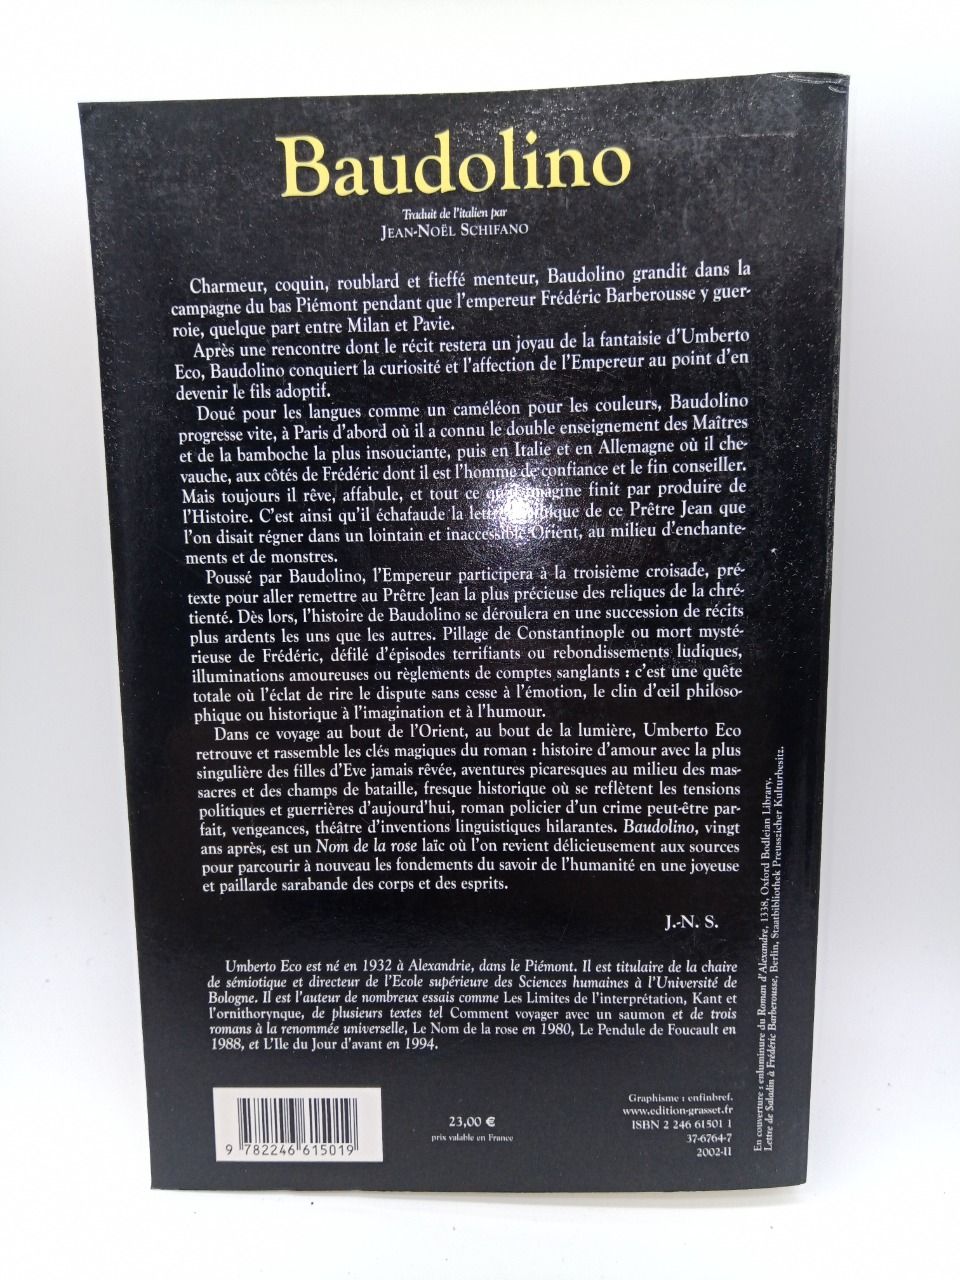 Baudolino
Traduit de l'italien par
JEAN-NOËL SCHIFANO
Charmeur, coquin, roublard et fieffé menteur, Baudolino grandit dans la
campagne du bas Piémont pendant que l'empereur Frédéric Barberousse y guer-
roie, quelque part entre Milan et Pavie.
Après une rencontre dont le récit restera un joyau de la fantaisie d'Umberto
Eco, Baudolino conquiert la curiosité et l'affection de l'Empereur au point d'en
devenir le fils adoptif.
Doué pour les langues comme un caméléon pour les couleurs, Baudolino
progresse vite, à Paris d'abord où il a connu le double enseignement des Maîtres
et de la bamboche la plus insouciante, puis en Italie et en Allemagne où il che-
vauche, aux côtés de Frédéric dont il est l'homme de confiance et le fin conseiller.
Mais toujours il rêve, affabule, et tout ce imagine finit par produire de
l'Histoire. C'est ainsi qu'il échafaude la de ce Prêtre Jean que
l'on disait régner dans un lointain et inaccessible Orient, au milieu d'enchante-
ments et de monstres.
Poussé par Baudolino, l'Empereur participera à la troisième croisade, pré-
texte pour aller remettre au Prêtre Jean la plus précieuse des reliques de la chré-
tienté. Dès lors, l'histoire de Baudolino se déroulera en une succession de récits
plus ardents les uns que les autres. Pillage de Constantinople ou mort mysté-
rieuse de Frédéric, défilé d'épisodes terrifiants ou rebondissements ludiques,
illuminations amoureuses ou règlements de comptes sanglants : c'est une quête
totale où l'éclat de rire le dispute sans cesse à l'émotion, le clin d'œil philoso-
phique ou historique à l'imagination et à l'humour.
Dans ce voyage au bout de l'Orient, au bout de la lumière, Umberto Eco
retrouve et rassemble les clés magiques du roman : histoire d'amour avec la plus
singulière des filles d'Eve jamais rêvée, aventures picaresques au milieu des mas-
sacres et des champs de bataille, fresque historique où se reflètent les tensions
politiques et guerrières d'aujourd'hui, roman policier d'un crime peut-être par-
fait, vengeances, théâtre d'inventions linguistiques hilarantes. Baudolino, vingt
ans après, est un Nom de la rose laïc où l'on revient délicieusement aux sources
pour parcourir à nouveau les fondements du savoir de l'humanité en une joyeuse
et paillarde sarabande des corps et des esprits.
J.-N. S.
Umberto Eco est né en 1932 à Alexandrie, dans le Piémont. Il est titulaire de la chaire
de sémiotique et directeur de l'Ecole supérieure des Sciences humaines à l'Université de
Bologne. Il est l'auteur de nombreux essais comme Les Limites de l'interprétation, Kant et
l'ornithorynque, de plusieurs textes tel Comment voyager avec un saumon et de trois
romans à la renommée universelle, Le Nom de la rose en 1980, Le Pendule de Foucault en
1988, et L'Ile du Jour d'avant en 1994.
9 782246 615019
23,00 €
prix valable en France
Graphisme : enfinbref.
www.edition-grasset.fr
ISBN 2 246 61501 1
37-6764-7
2002-II
En couverture : enluminure du Roman d'Alexandre, 1338, Oxford Bodleian Library.
Lettre de Saladin à Frédéric Barberousse, Berlin, Staatbibliothek Preusszicher Kulturbesitz.